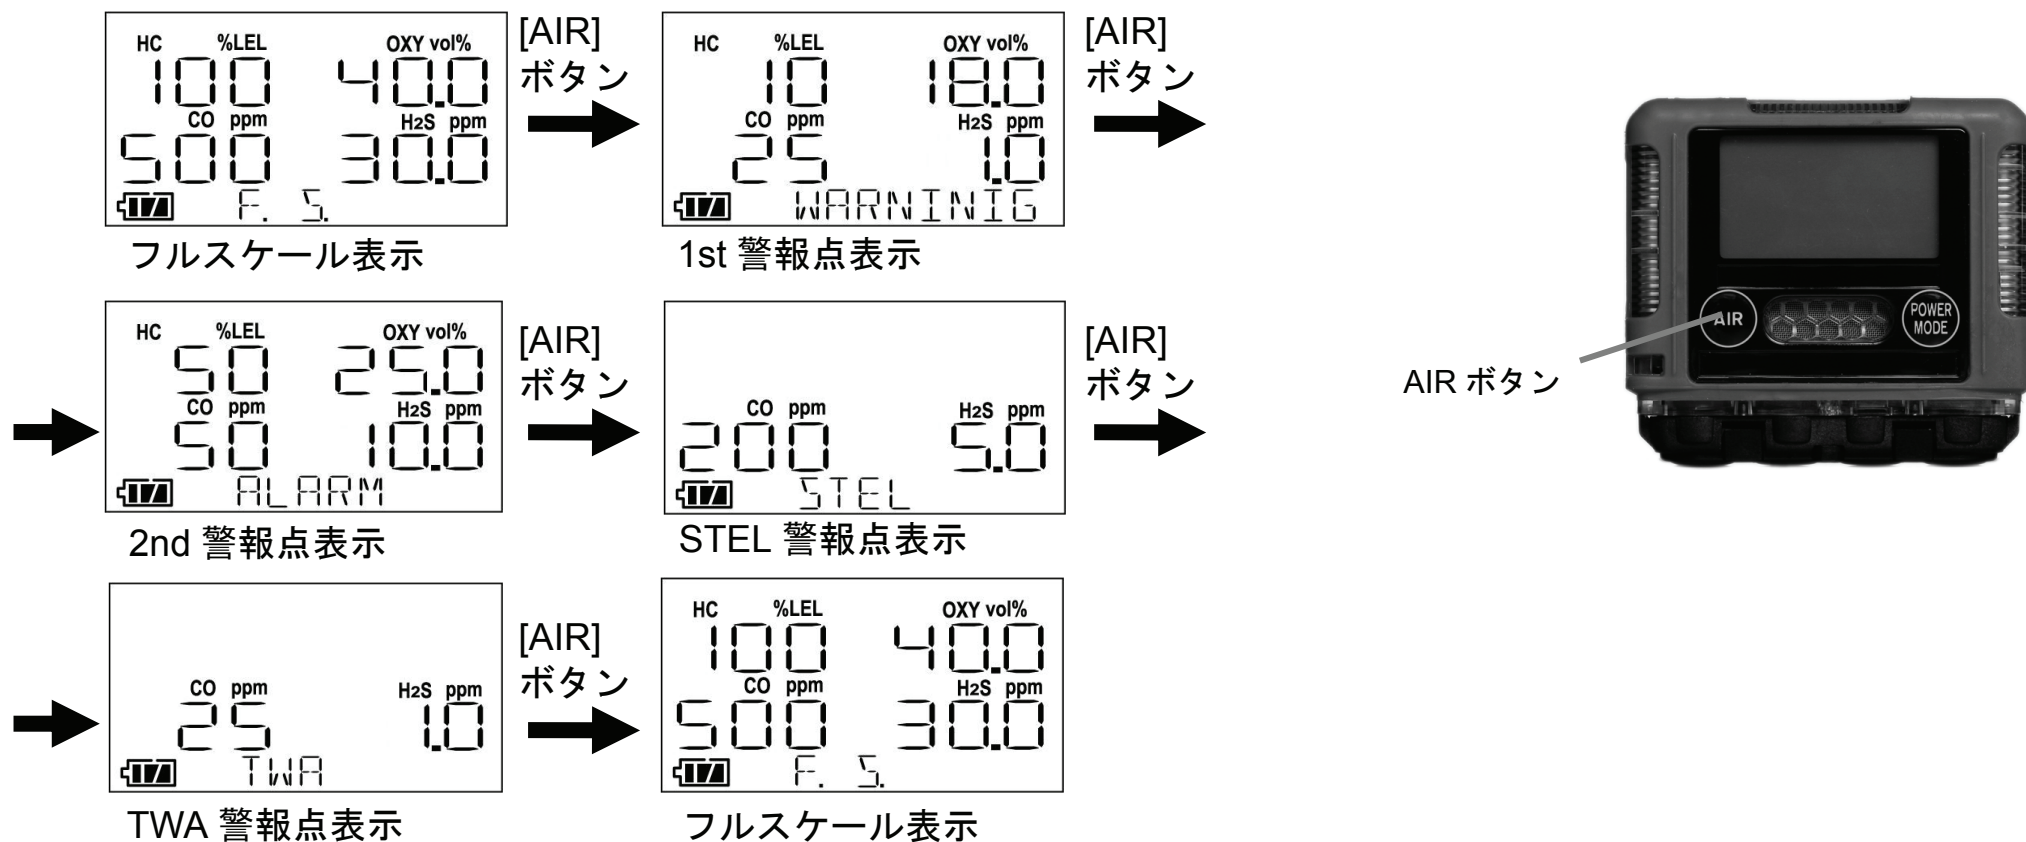 HC %LEL OXY vol%
100 40.0
CO ppm H2S ppm
500 30.0
F. S.
フルスケール表示
[AIR]
ボタン
HC %LEL OXY vol%
10 18.0
CO ppm H2S ppm
25 1.0
WARNINIG
1st 警報点表示
[AIR]
ボタン
HC %LEL OXY vol%
50 25.0
CO ppm H2S ppm
50 10.0
ALARM
2nd 警報点表示
[AIR]
ボタン
CO ppm H2S ppm
200 5.0
STEL
STEL 警報点表示
[AIR]
ボタン
CO ppm H2S ppm
25 1.0
TWA
TWA 警報点表示
[AIR]
ボタン
HC %LEL OXY vol%
100 40.0
CO ppm H2S ppm
500 30.0
F. S.
フルスケール表示
AIR
POWER
MODE
AIR ボタン